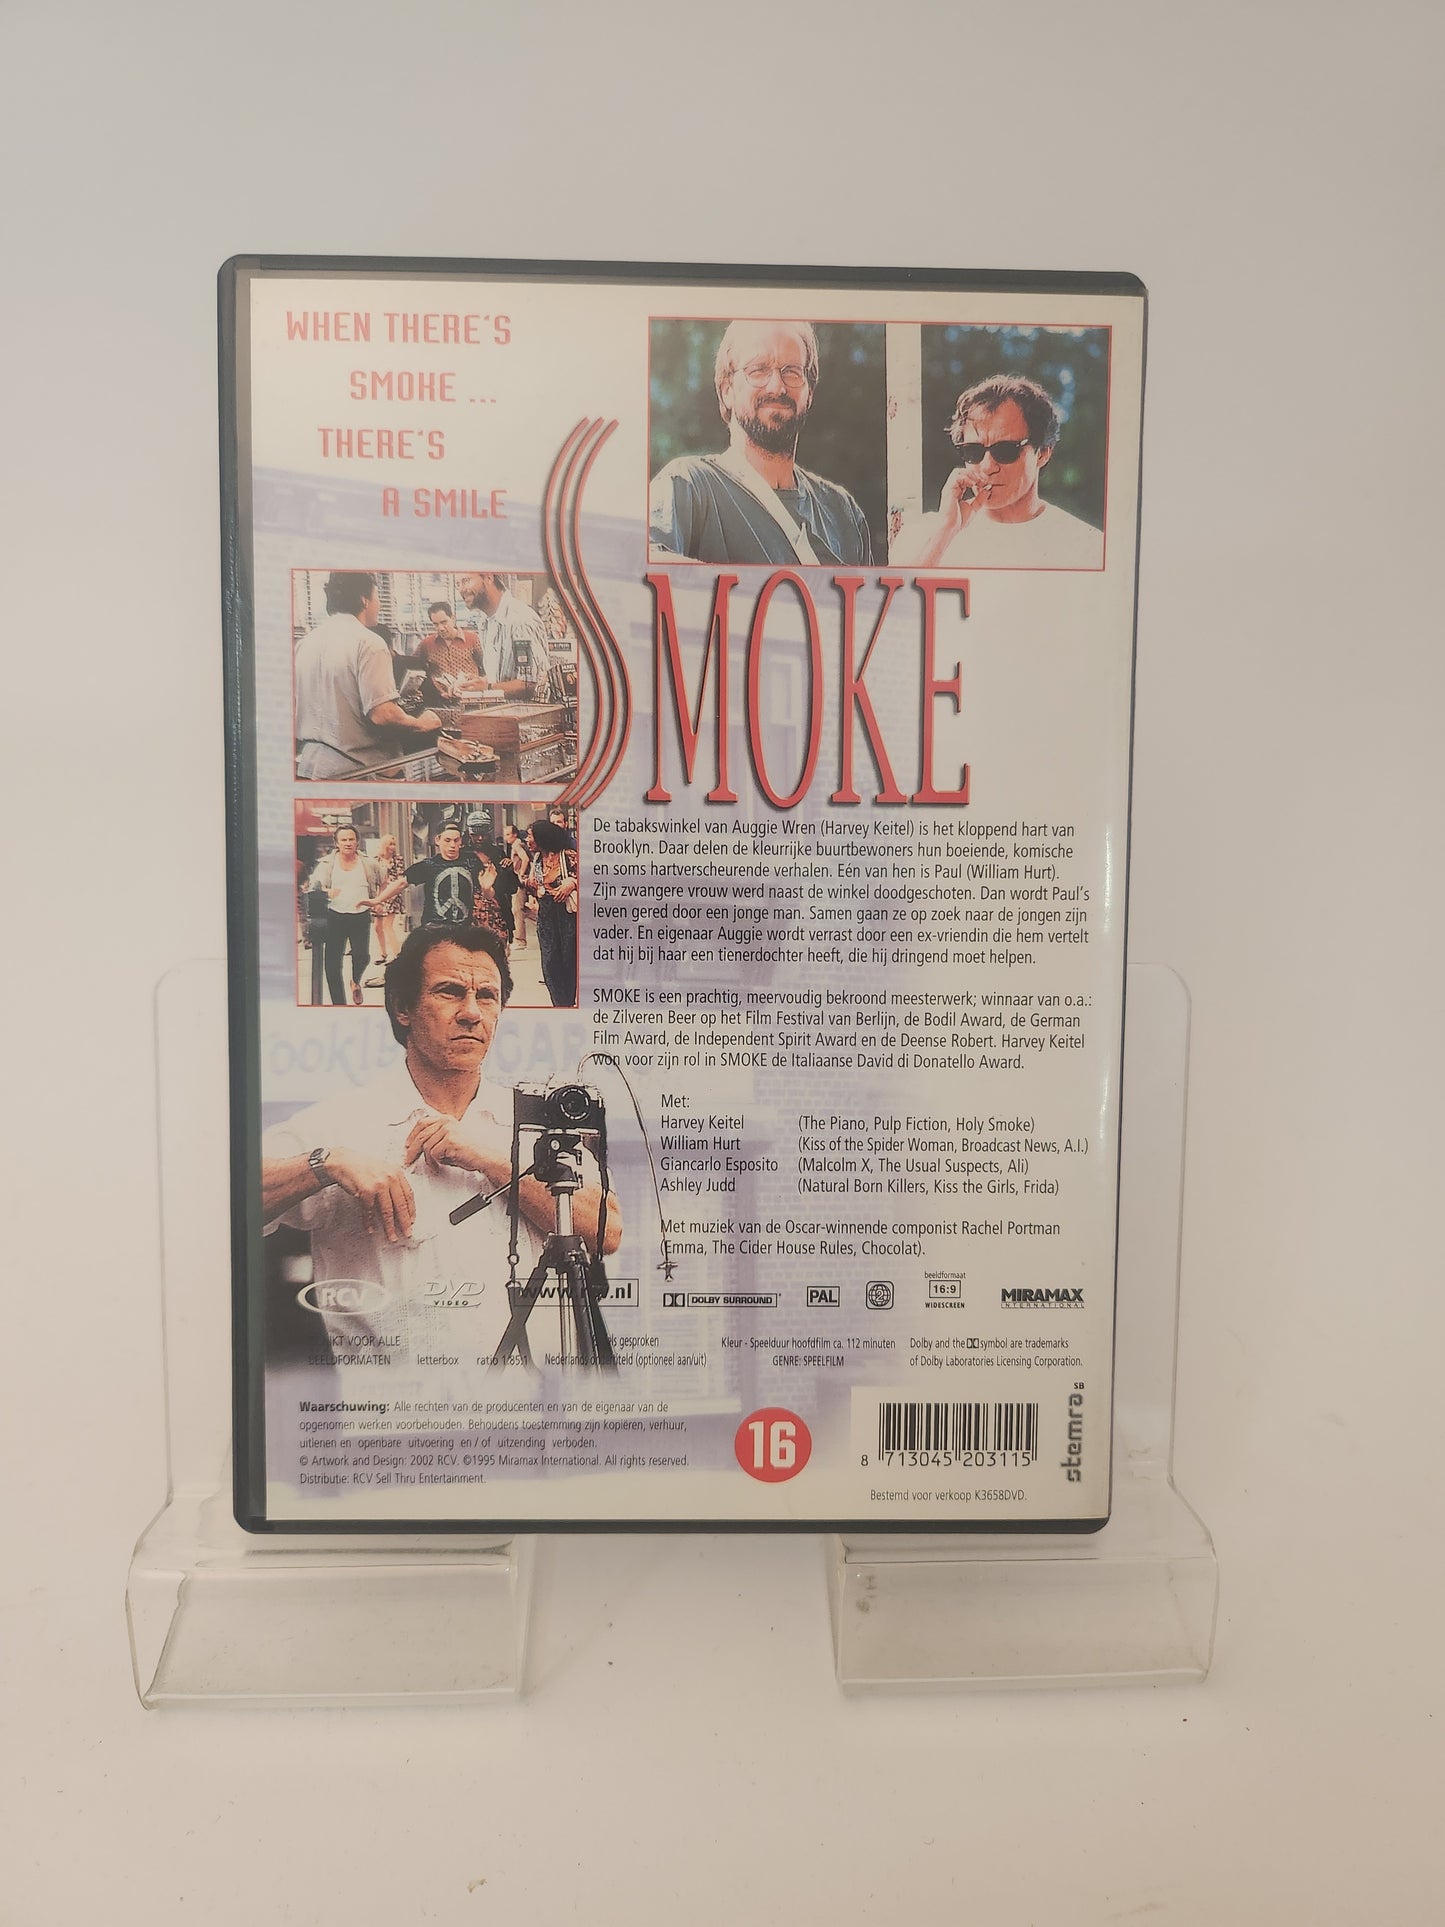 WHEN THERE'S
SMOKE ...
THERE'S
A SMILE
SMOKE
De tabakswinkel van Auggie Wren (Harvey Keitel) is het kloppend hart van
Brooklyn. Daar delen de kleurrijke buurtbewoners hun boeiende, komische
en soms hartverscheurende verhalen. Eén van hen is Paul (William Hurt).
Zijn zwangere vrouw werd naast de winkel doodgeschoten. Dan wordt Paul's
leven gered door een jonge man. Samen gaan ze op zoek naar de jongen zijn
vader. En eigenaar Auggie wordt verrast door een ex-vriendin die hem vertelt
dat hij bij haar een tienerdochter heeft, die hij dringend moet helpen.
SMOKE is een prachtig, meervoudig bekroond meesterwerk; winnaar van o.a.:
de Zilveren Beer op het Film Festival van Berlijn, de Bodil Award, de German
Film Award, de Independent Spirit Award en de Deense Robert. Harvey Keitel
won voor zijn rol in SMOKE de Italiaanse David di Donatello Award.
Met:
Harvey Keitel (The Piano, Pulp Fiction, Holy Smoke)
William Hurt (Kiss of the Spider Woman, Broadcast News, A.I.)
Giancarlo Esposito (Malcolm X, The Usual Suspects, Ali)
Ashley Judd (Natural Born Killers, Kiss the Girls, Frida)
Met muziek van de Oscar-winnende componist Rachel Portman
(Emma, The Cider House Rules, Chocolat).
RCV DVD VIDEO DOLBY SURROUND PAL 2 beeldformaat 16:9 WIDESCREEN MIRAMAX INTERNATIONAL
VOOR ALLE
BEELDFORMATEN letterbox ratio 1:85:1
gesproken
Nederlands (optioneel aan/uit)
Kleur - Speelduur hoofdfilm ca. 112 minuten
GENRE: SPEELFILM
Dolby and the symbol are trademarks
of Dolby Laboratories Licensing Corporation.
Waarschuwing: Alle rechten van de producenten en van de eigenaar van de
opgenomen werken voorbehouden. Behoudens toestemming zijn kopiëren, verhuur,
uitlenen en openbare uitvoering en / of uitzending verboden.
© Artwork and Design: 2002 RCV. ©1995 Miramax International. All rights reserved.
Distributie: RCV Sell Thru Entertainment.
16
8 713045 203115
Bestemd voor verkoop K3658DVD.
SB
stemra